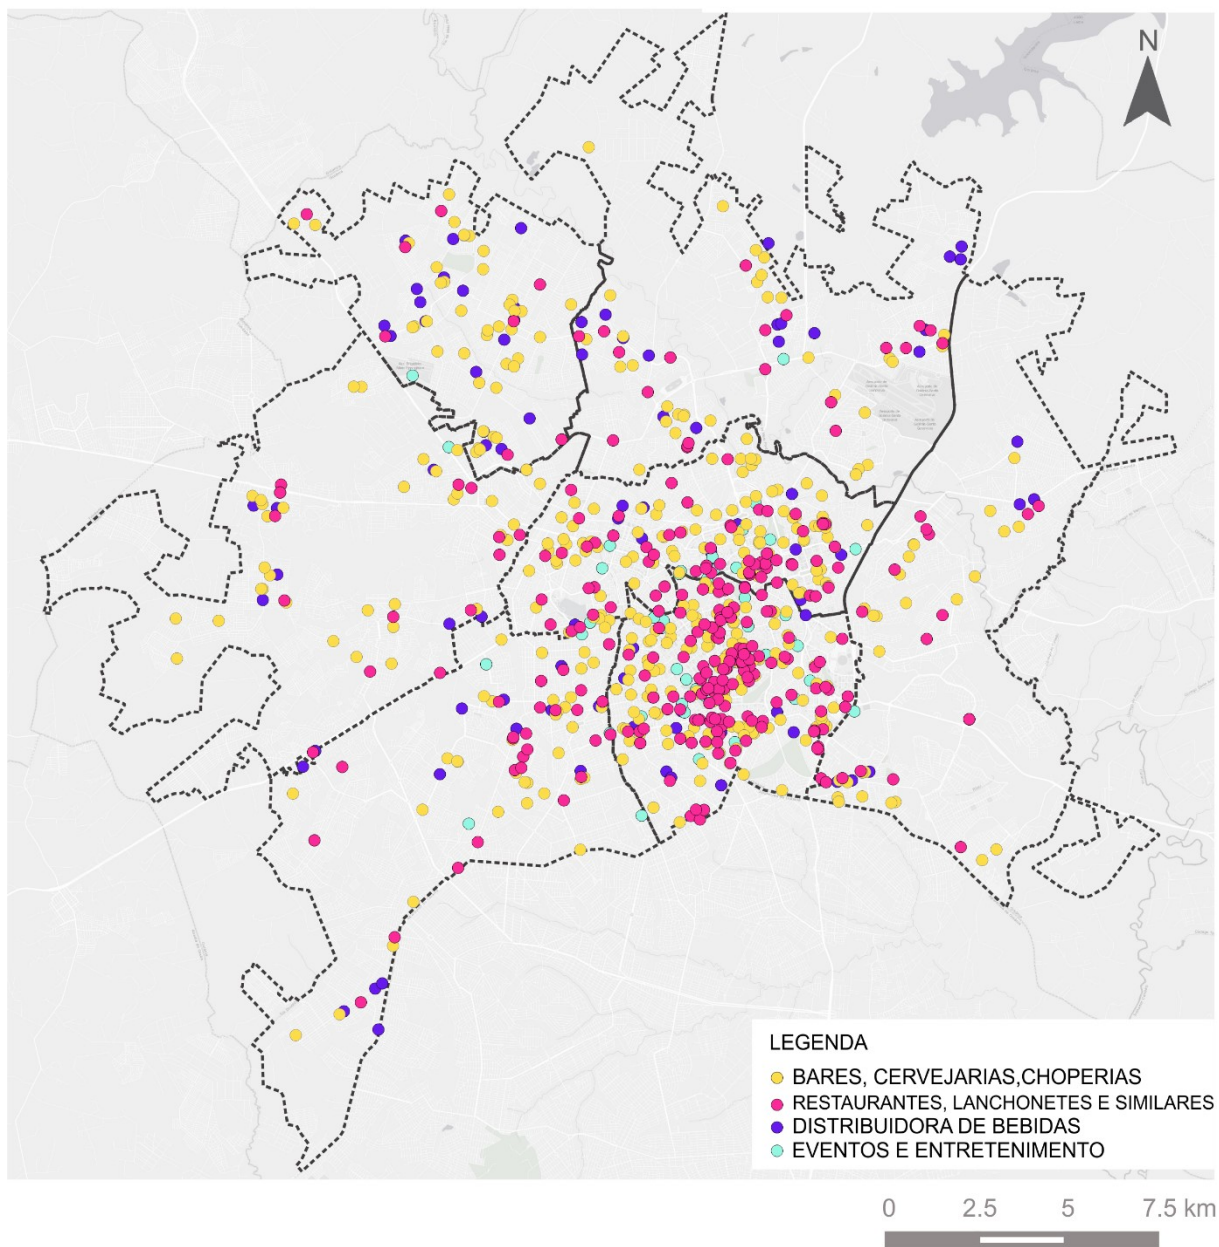 N
LEGENDA
BARES, CERVEJARIAS,CHOPERIAS
RESTAURANTES, LANCHONETES E SIMILARES
DISTRIBUIDORA DE BEBIDAS
EVENTOS E ENTRETENIMENTO
0 2.5 5 7.5 km